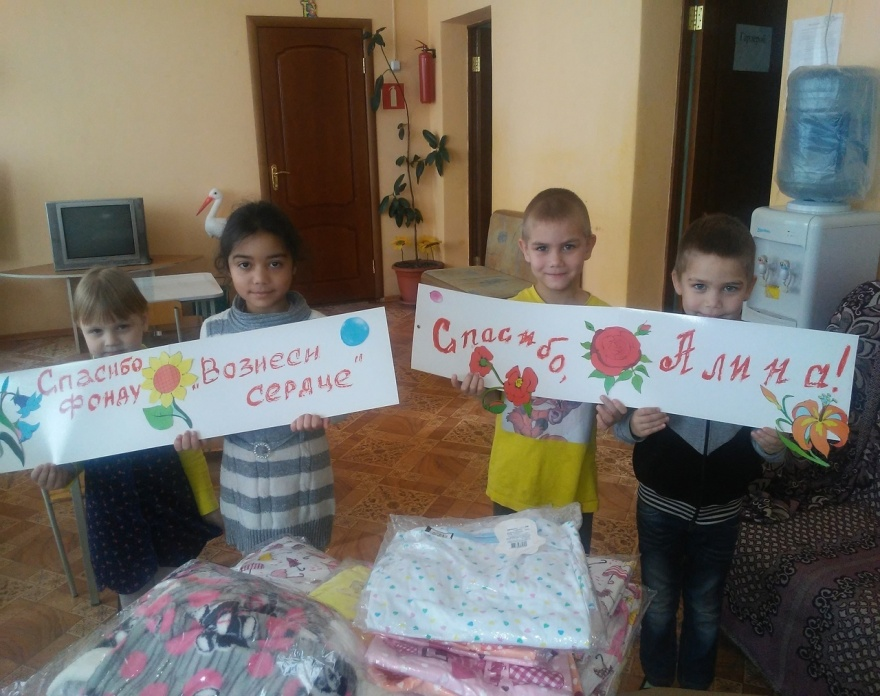 Спасибо
фонду
„Вознеси
сердце"
Спасибо,
Алина!